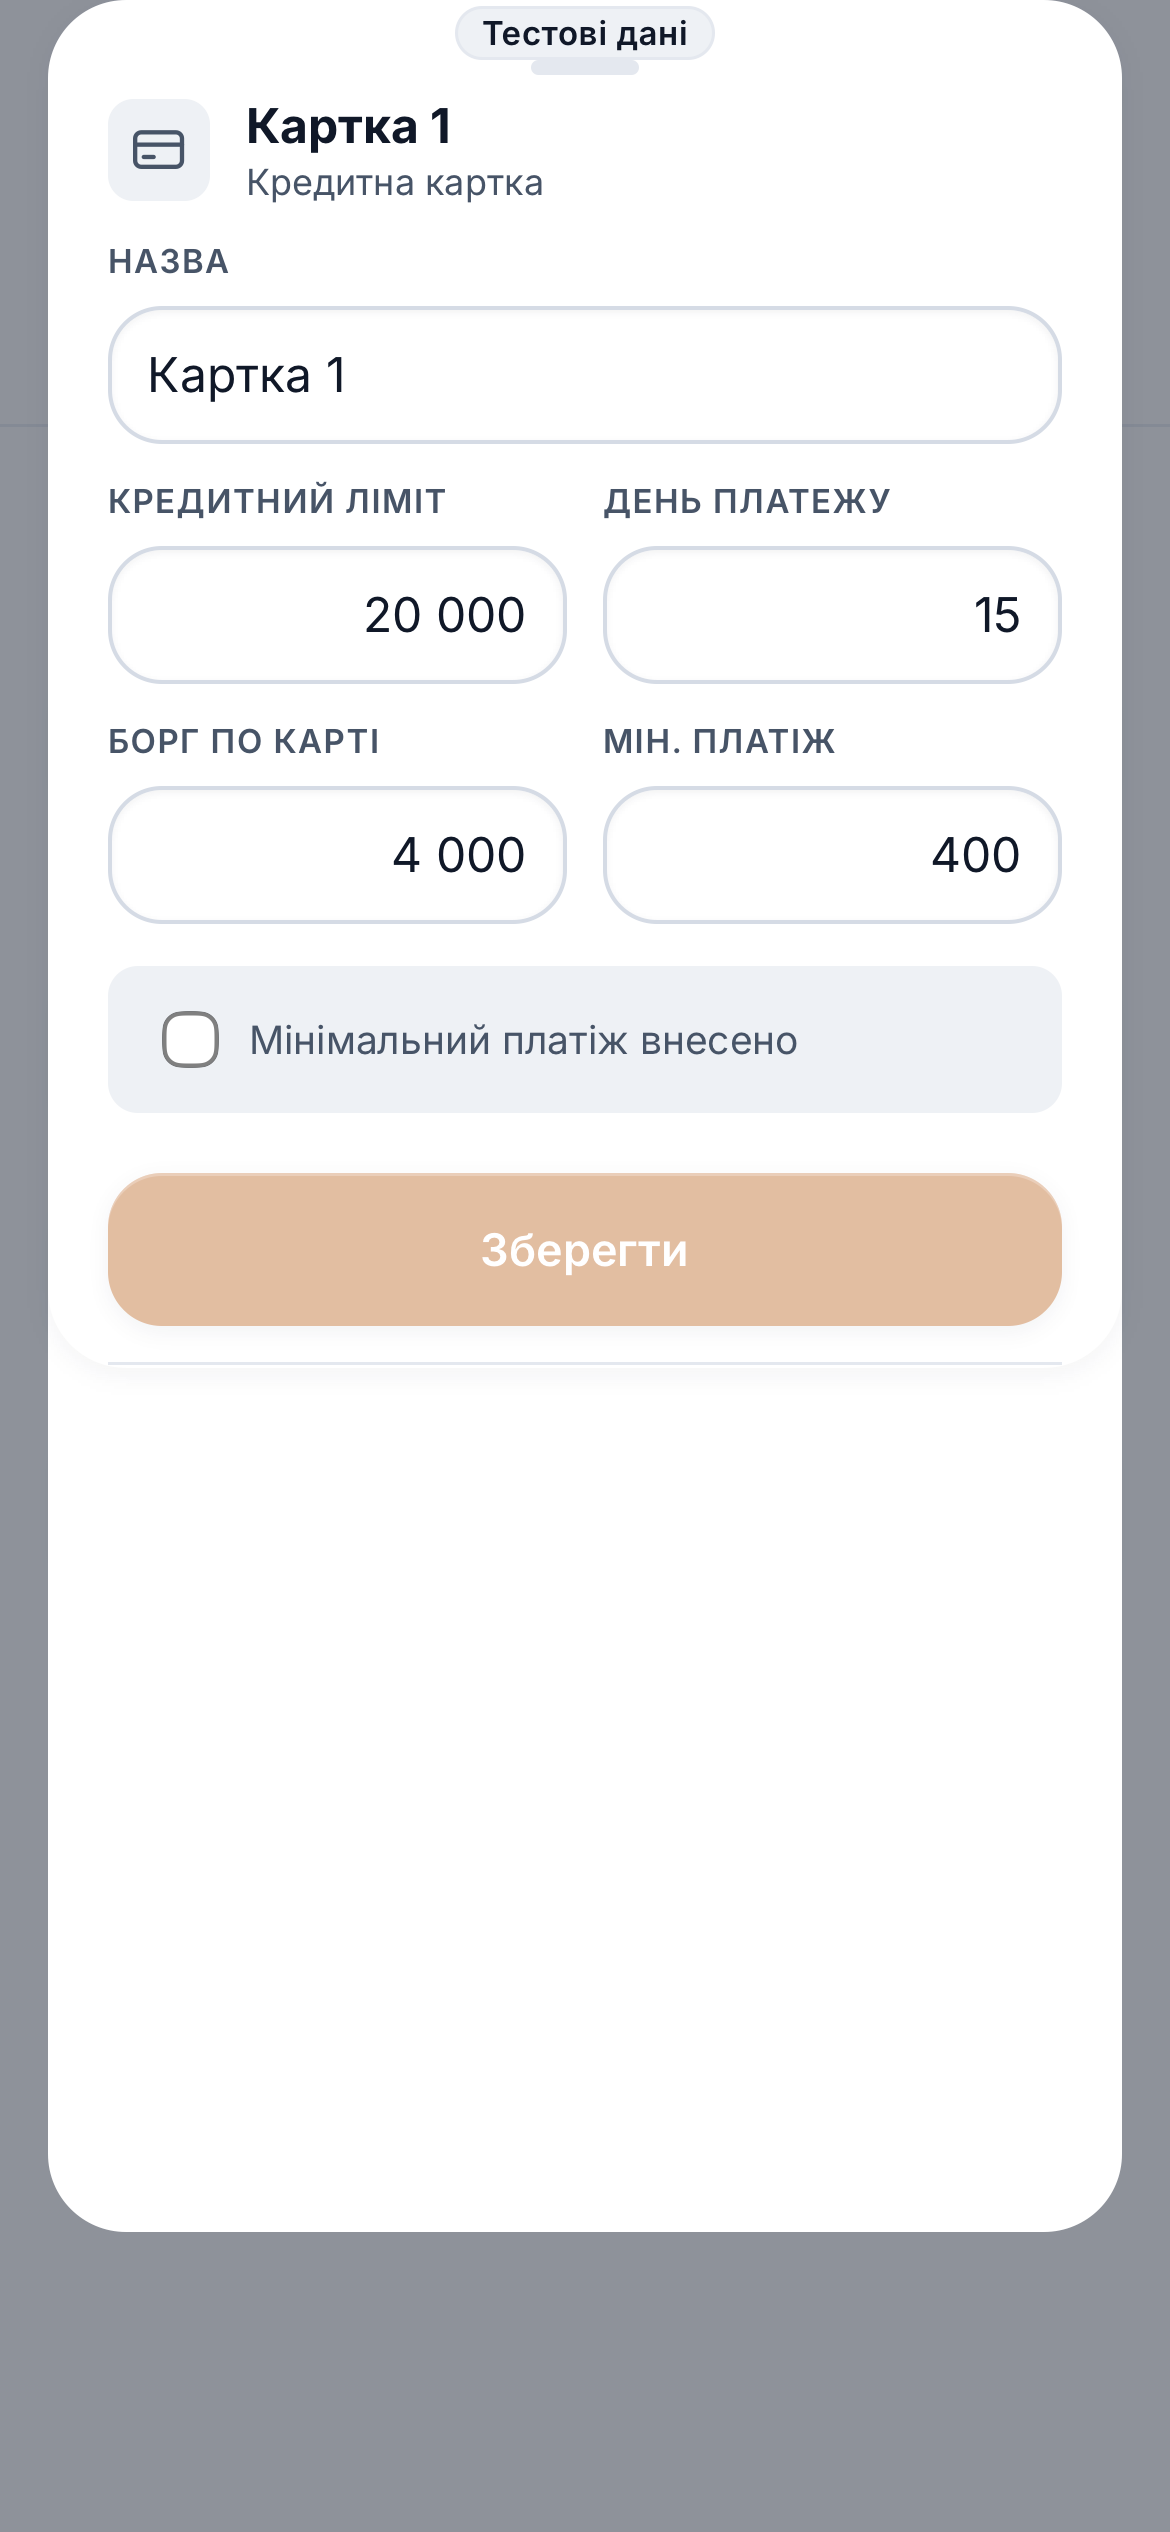 Тестові дані
Картка 1
Кредитна картка
НАЗВА
Картка 1
КРЕДИТНИЙ ЛІМІТ
ДЕНЬ ПЛАТЕЖУ
20 000
15
БОРГ ПО КАРТІ
МІН. ПЛАТІЖ
4 000
400
Мінімальний платіж внесено
Зберегти